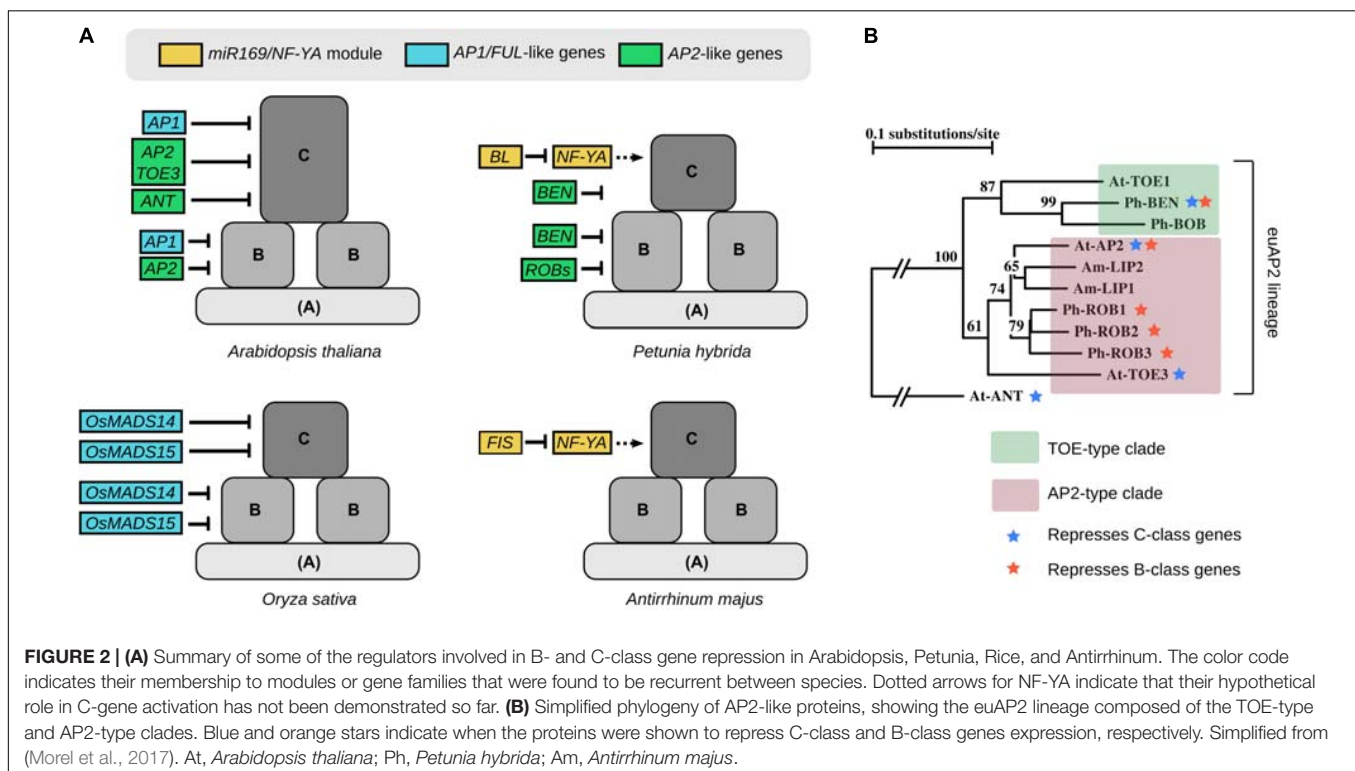 A
miR169/NF-YA module
AP1/FUL-like genes
AP2-like genes
AP1
AP2
TOE3
ANT
AP1
AP2
C
B
B
(A)
Arabidopsis thaliana
BL
NF-YA
BEN
BEN
ROBs
C
B
B
(A)
Petunia hybrida
OsMADS14
OsMADS15
OsMADS14
OsMADS15
C
B
B
(A)
Oryza sativa
FIS
NF-YA
C
B
B
(A)
Antirrhinum majus
B
0.1 substitutions/site
87
99
100
65
74
61
79
At-TOE1
Ph-BEN
Ph-BOB
At-AP2
Am-LIP2
Am-LIP1
Ph-ROB1
Ph-ROB2
Ph-ROB3
At-TOE3
At-ANT
euAP2 lineage
TOE-type clade
AP2-type clade
Represses C-class genes
Represses B-class genes
FIGURE 2 | (A) Summary of some of the regulators involved in B- and C-class gene repression in Arabidopsis, Petunia, Rice, and Antirrhinum. The color code
indicates their membership to modules or gene families that were found to be recurrent between species. Dotted arrows for NF-YA indicate that their hypothetical
role in C-gene activation has not been demonstrated so far. (B) Simplified phylogeny of AP2-like proteins, showing the euAP2 lineage composed of the TOE-type
and AP2-type clades. Blue and orange stars indicate when the proteins were shown to repress C-class and B-class genes expression, respectively. Simplified from
(Morel et al., 2017). At, Arabidopsis thaliana; Ph, Petunia hybrida; Am, Antirrhinum majus.